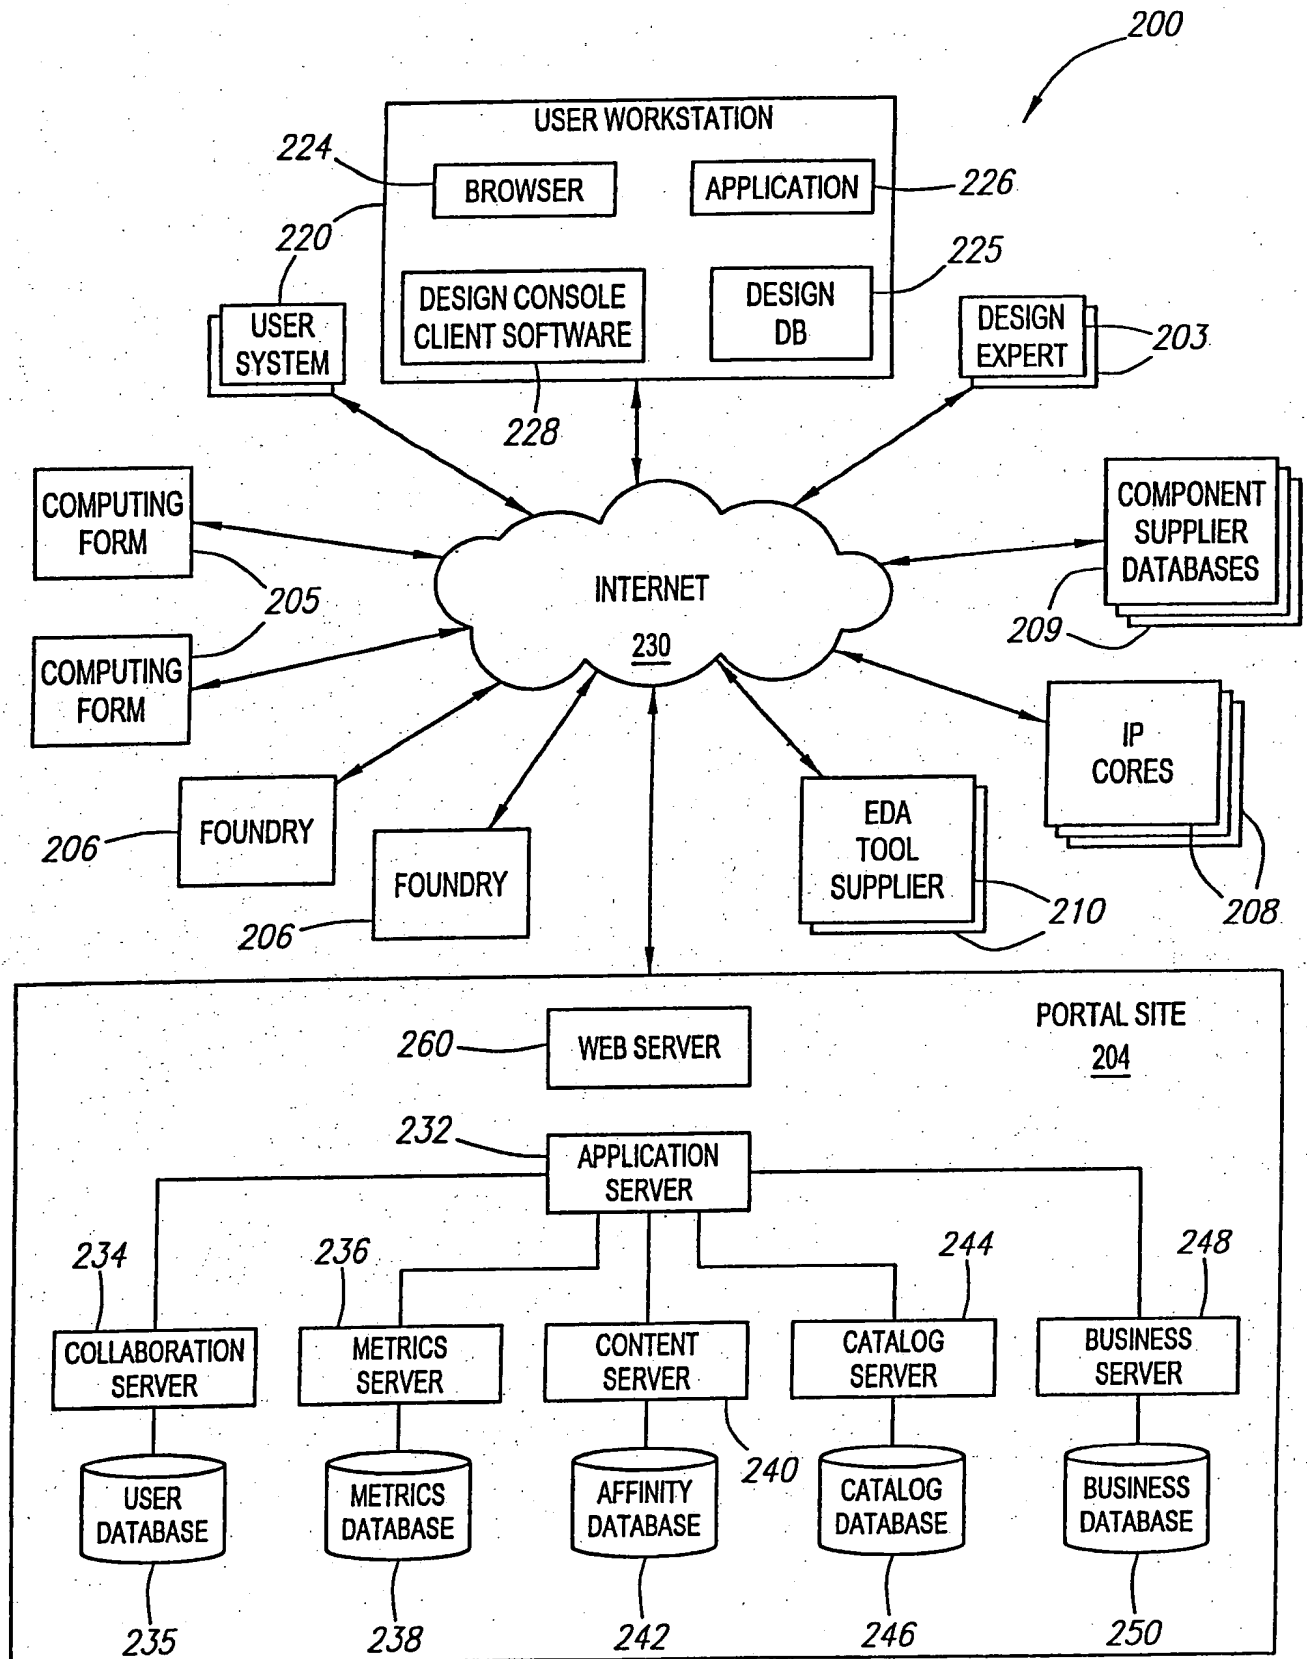 200
USER WORKSTATION
224
BROWSER
APPLICATION
226
220
225
DESIGN CONSOLE
CLIENT SOFTWARE
DESIGN
DB
USER
SYSTEM
DESIGN
EXPERT
203
228
COMPUTING
FORM
COMPONENT
SUPPLIER
DATABASES
205
INTERNET
230
209
COMPUTING
FORM
IP
CORES
206
FOUNDRY
FOUNDRY
206
EDA
TOOL
SUPPLIER
210
208
PORTAL SITE
204
260
WEB SERVER
232
APPLICATION
SERVER
234
236
244
248
COLLABORATION
SERVER
METRICS
SERVER
CONTENT
SERVER
CATALOG
SERVER
BUSINESS
SERVER
240
USER
DATABASE
METRICS
DATABASE
AFFINITY
DATABASE
CATALOG
DATABASE
BUSINESS
DATABASE
235
238
242
246
250